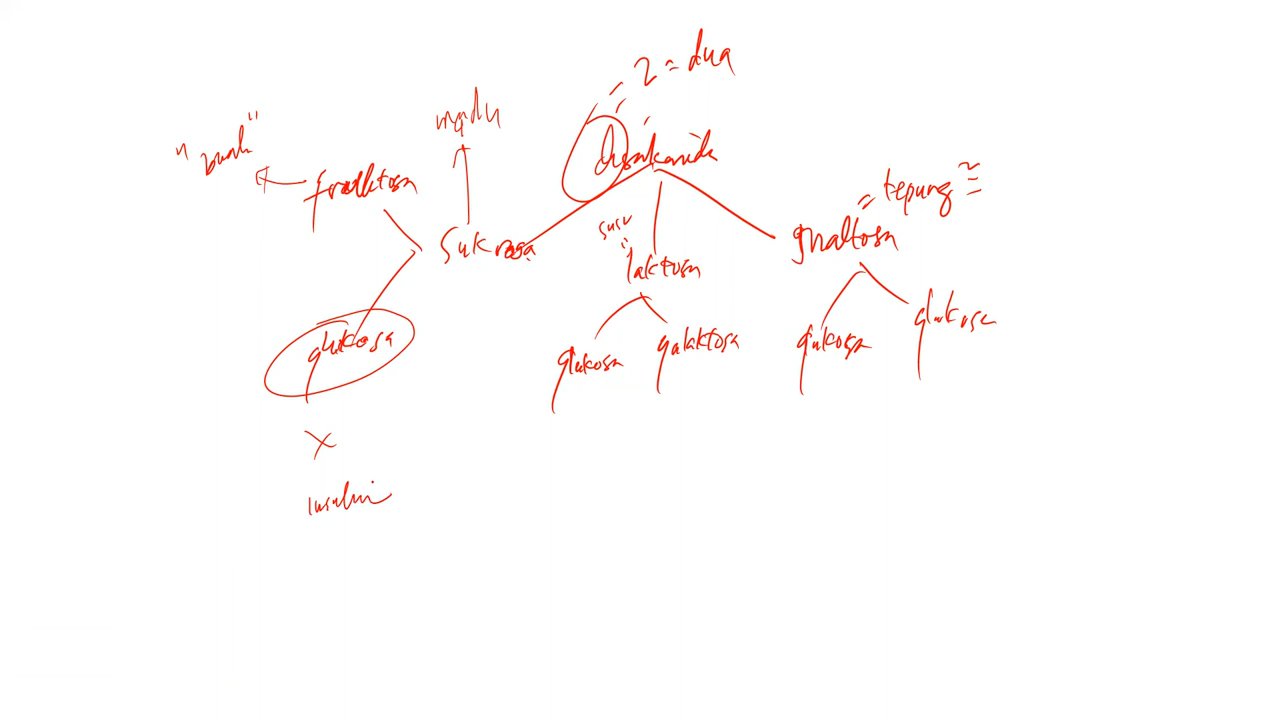 2 = dua
madu
"buah"
disakarida
fruktosa
= tepung =
sukrosa
susu
maltosa
" laktosa
glukosa
glukosa
galaktosa
glukosa
glukosa
X
insulin